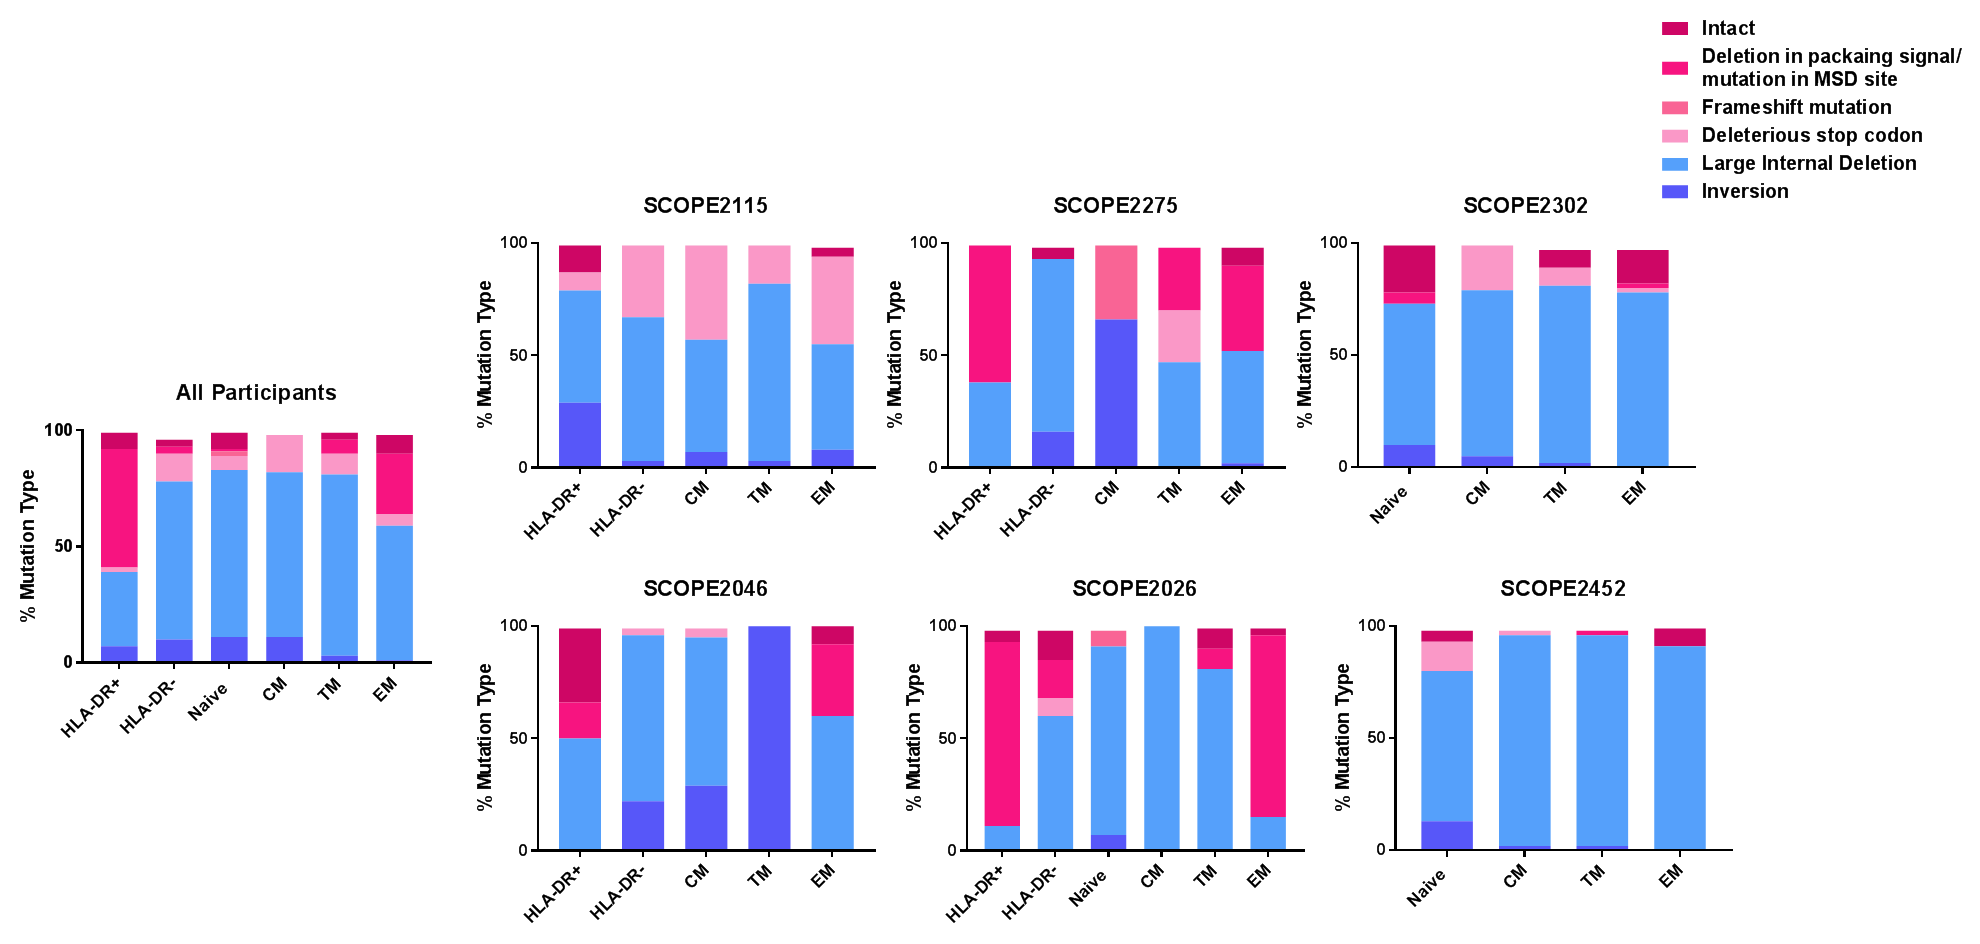 Intact
Deletion in packaing signal/
mutation in MSD site
Frameshift mutation
Deleterious stop codon
Large Internal Deletion
Inversion
All Participants
% Mutation Type
100
50
0
HLA-DR+
HLA-DR-
Naive
CM
TM
EM
SCOPE2115
% Mutation Type
100
50
0
HLA-DR+
HLA-DR-
CM
TM
EM
SCOPE2275
% Mutation Type
100
50
0
HLA-DR+
HLA-DR-
CM
TM
EM
SCOPE2302
% Mutation Type
100
50
0
Naive
CM
TM
EM
SCOPE2046
% Mutation Type
100
50
0
HLA-DR+
HLA-DR-
CM
TM
EM
SCOPE2026
% Mutation Type
100
50
0
HLA-DR+
HLA-DR-
Naive
CM
TM
EM
SCOPE2452
% Mutation Type
100
50
0
Naive
CM
TM
EM